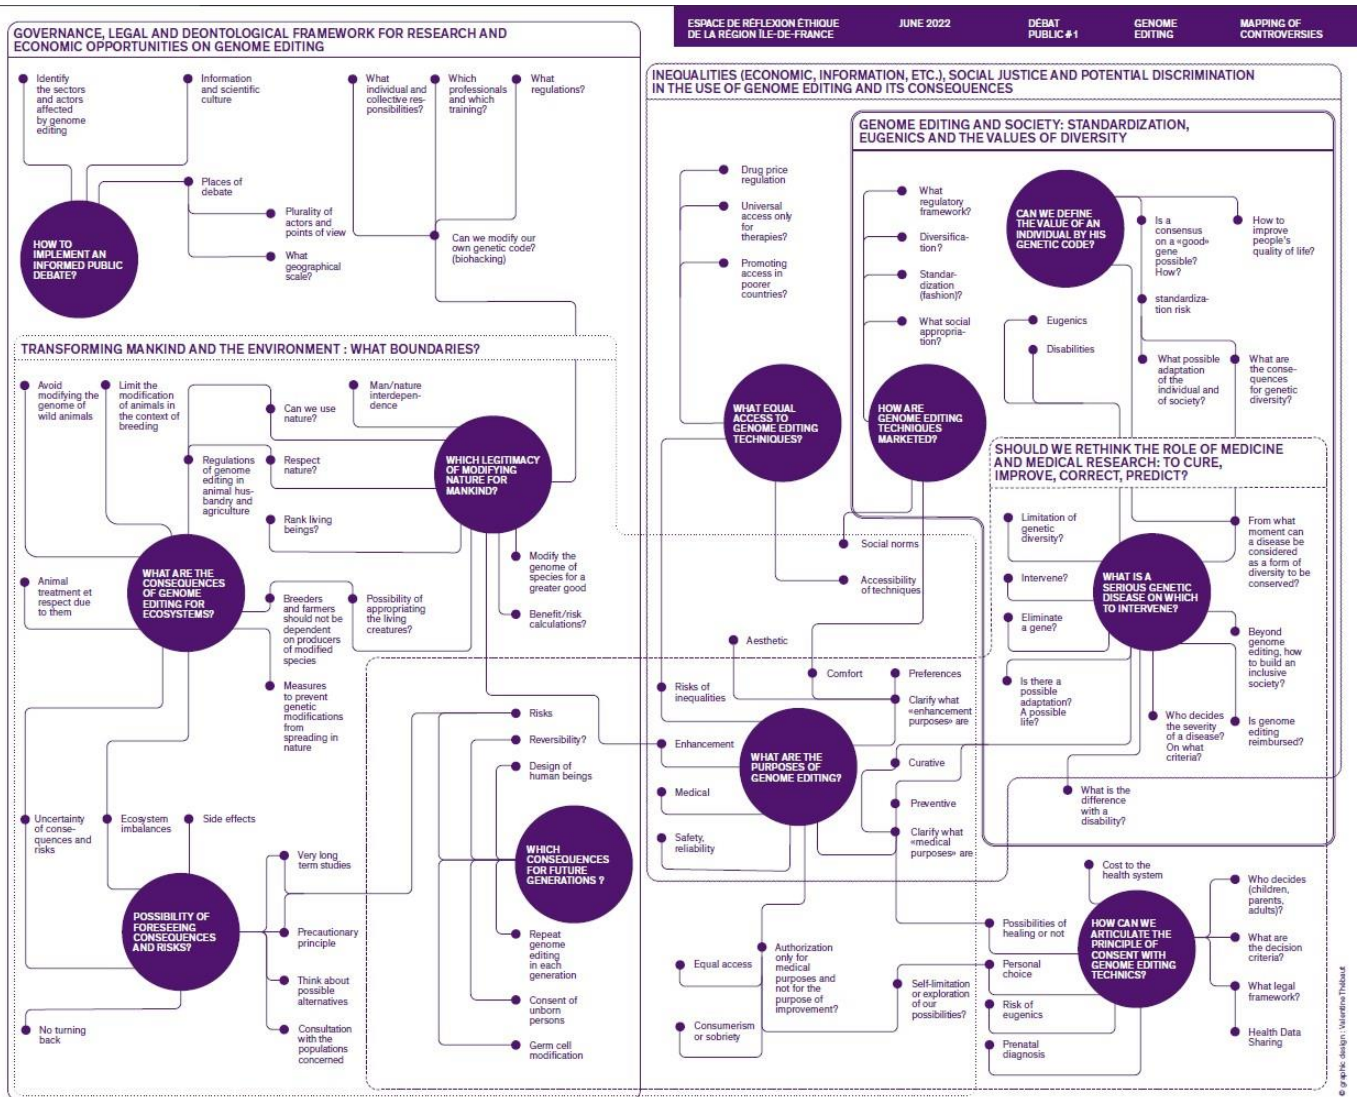 ESPACE DE RÉFLEXION ÉTHIQUE
DE LA RÉGION ÎLE-DE-FRANCE
JUNE 2022
DÉBAT
PUBLIC #1
GENOME
EDITING
MAPPING OF
CONTROVERSIES
GOVERNANCE, LEGAL AND DEONTOLOGICAL FRAMEWORK FOR RESEARCH AND
ECONOMIC OPPORTUNITIES ON GENOME EDITING
Identify
the sectors
and actors
affected
by genome
editing
Information
and scientific
culture
What
individual and
collective res-
ponsibilities?
Which
professionals
and which
training?
What
regulations?
Places of
debate
Plurality of
actors and
points of view
What
geographical
scale?
HOW TO
IMPLEMENT AN
INFORMED PUBLIC
DEBATE?
Can we modify our
own genetic code?
(biohacking)
TRANSFORMING MANKIND AND THE ENVIRONMENT : WHAT BOUNDARIES?
Avoid
modifying the
genome of
wild animals
Limit the
modification
of animals in
the context of
breeding
Can we use
nature?
Man/nature
interdepen-
dence
Regulations
of genome
editing in
animal hus-
bandry and
agriculture
Respect
nature?
Rank living
beings?
WHICH LEGITIMACY
OF MODIFYING
NATURE FOR
MANKIND?
Modify the
genome of
species for a
greater good
Benefit/risk
calculations?
Animal
treatment et
respect due
to them
WHAT ARE THE
CONSEQUENCES
OF GENOME
EDITING FOR
ECOSYSTEMS?
Breeders
and farmers
should not be
dependent
on producers
of modified
species
Possibility of
appropriating
the living
creatures?
Measures
to prevent
genetic
modifications
from
spreading in
nature
Uncertainty
of conse-
quences and
risks
Ecosystem
imbalances
Side effects
Very long
term studies
POSSIBILITY OF
FORESEEING
CONSEQUENCES
AND RISKS?
Precautionary
principle
Think about
possible
alternatives
Consultation
with the
populations
concerned
No turning
back
Risks
Reversibility?
Design of
human beings
WHICH
CONSEQUENCES
FOR FUTURE
GENERATIONS ?
Repeat
genome
editing
in each
generation
Consent of
unborn
persons
Germ cell
modification
INEQUALITIES (ECONOMIC, INFORMATION, ETC.), SOCIAL JUSTICE AND POTENTIAL DISCRIMINATION
IN THE USE OF GENOME EDITING AND ITS CONSEQUENCES
Drug price
regulation
Universal
access only
for
therapies?
Promoting
access in
poorer
countries?
WHAT EQUAL
ACCESS TO
GENOME EDITING
TECHNIQUES?
GENOME EDITING AND SOCIETY: STANDARDIZATION,
EUGENICS AND THE VALUES OF DIVERSITY
What
regulatory
framework?
Diversifica-
tion?
Standar-
dization
(fashion)?
What social
appropria-
tion?
HOW ARE
GENOME EDITING
TECHNIQUES
MARKETED?
CAN WE DEFINE
THE VALUE OF AN
INDIVIDUAL BY HIS
GENETIC CODE?
Is a
consensus
on a «good»
gene
possible?
How?
How to
improve
people's
quality of life?
standardiza-
tion risk
Eugenics
Disabilities
What possible
adaptation
of the
individual and
of society?
What are
the conse-
quences
for genetic
diversity?
Social norms
Accessibility
of techniques
SHOULD WE RETHINK THE ROLE OF MEDICINE
AND MEDICAL RESEARCH: TO CURE,
IMPROVE, CORRECT, PREDICT?
Limitation of
genetic
diversity?
Intervene?
Eliminate
a gene?
Is there a
possible
adaptation?
A possible
life?
WHAT IS A
SERIOUS GENETIC
DISEASE ON WHICH
TO INTERVENE?
From what
moment can
a disease be
considered
as a form of
diversity to be
conserved?
Beyond
genome
editing, how
to build an
inclusive
society?
Who decides
the severity
of a disease?
On what
criteria?
Is genome
editing
reimbursed?
What is the
difference
with a
disability?
Aesthetic
Comfort
Preferences
Clarify what
«enhancement
purposes» are
Risks of
inequalities
Enhancement
Medical
Safety,
reliability
WHAT ARE THE
PURPOSES OF
GENOME EDITING?
Curative
Preventive
Clarify what
«medical
purposes» are
Equal access
Consumerism
or sobriety
Authorization
only for
medical
purposes and
not for the
purpose of
improvement?
Self-limitation
or exploration
of our
possibilities?
Cost to the
health system
Possibilities of
healing or not
Personal
choice
Risk of
eugenics
Prenatal
diagnosis
HOW CAN WE
ARTICULATE THE
PRINCIPLE OF
CONSENT WITH
GENOME EDITING
TECHNICS?
Who decides
(children,
parents,
adults)?
What are
the decision
criteria?
What legal
framework?
Health Data
Sharing
© graphic design : Valentine Thébaut